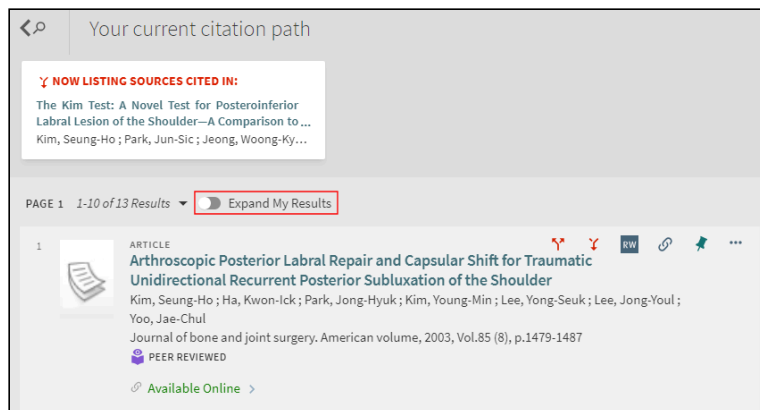 Your current citation path
NOW LISTING SOURCES CITED IN:
The Kim Test: A Novel Test for Posteroinferior
Labral Lesion of the Shoulder—A Comparison to ...
Kim, Seung-Ho ; Park, Jun-Sic ; Jeong, Woong-Ky...
PAGE 1 1-10 of 13 Results Expand My Results
1
ARTICLE
RW
Arthroscopic Posterior Labral Repair and Capsular Shift for Traumatic
Unidirectional Recurrent Posterior Subluxation of the Shoulder
Kim, Seung-Ho ; Ha, Kwon-Ick ; Park, Jong-Hyuk ; Kim, Young-Min ; Lee, Yong-Seuk ; Lee, Jong-Youl ;
Yoo, Jae-Chul
Journal of bone and joint surgery. American volume, 2003, Vol.85 (8), p.1479-1487
PEER REVIEWED
Available Online >